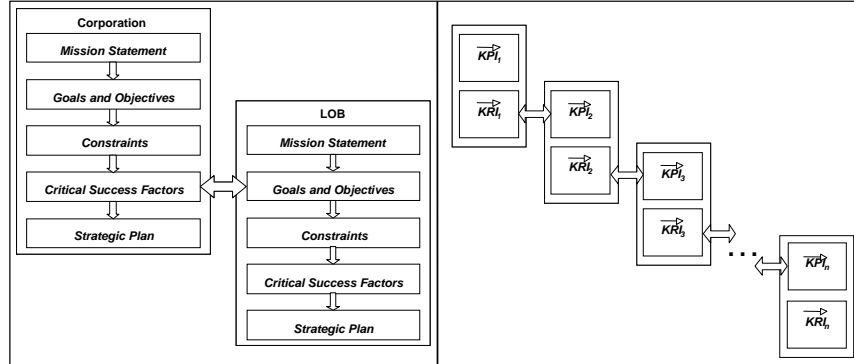 Corporation
Mission Statement
Goals and Objectives
Constraints
Critical Success Factors
Strategic Plan
LOB
Mission Statement
Goals and Objectives
Constraints
Critical Success Factors
Strategic Plan
KPI₁
KRI₁
KPI₂
KRI₂
KPI₃
KRI₃
...
KPIₙ
KRIₙ